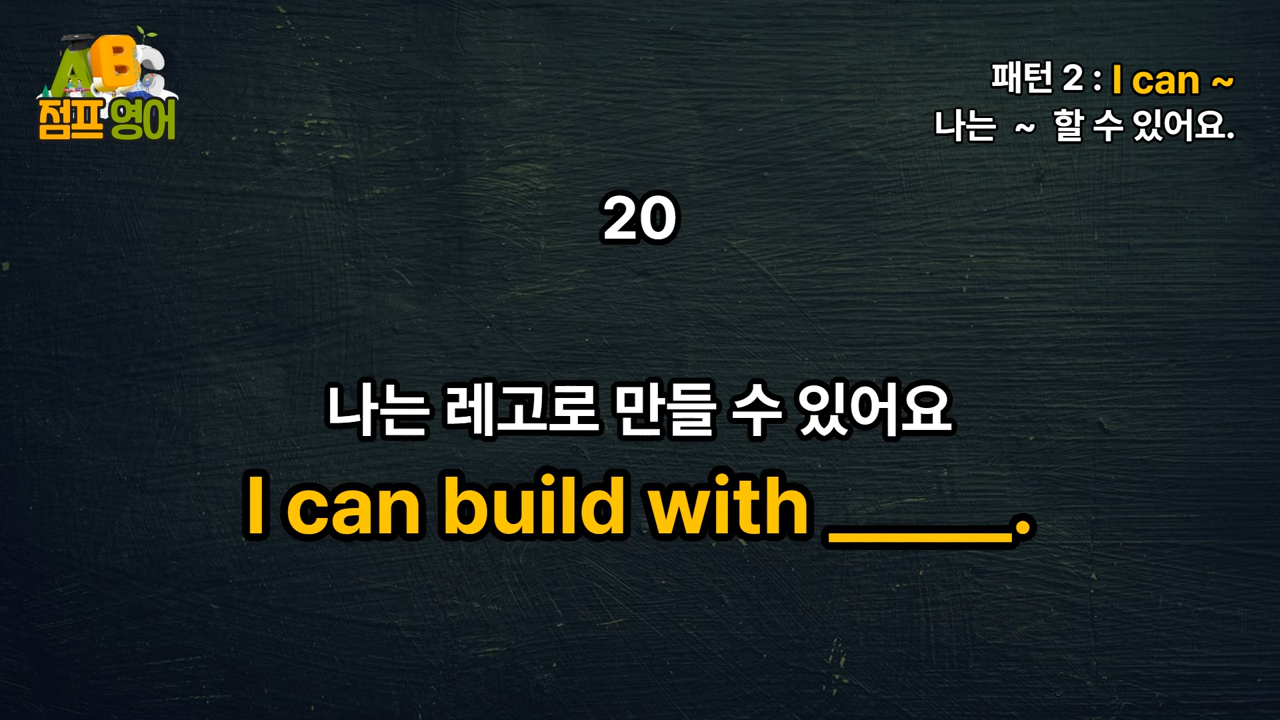 ABC
점프 영어
패턴 2 : I can ~
나는 ~ 할 수 있어요.
20
나는 레고로 만들 수 있어요
I can build with _____.